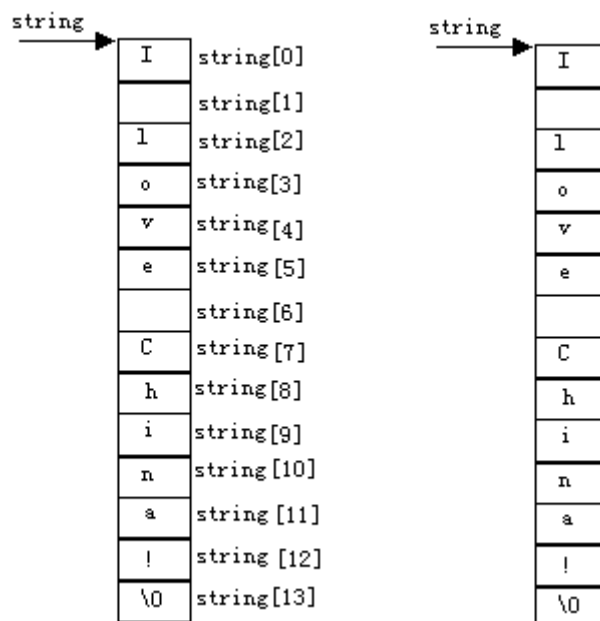 string
I string[0]
string[1]
l string[2]
o string[3]
v string[4]
e string[5]
string[6]
C string[7]
h string[8]
i string[9]
n string[10]
a string[11]
! string[12]
\0 string[13]
string
I
l
o
v
e
C
h
i
n
a
!
\0